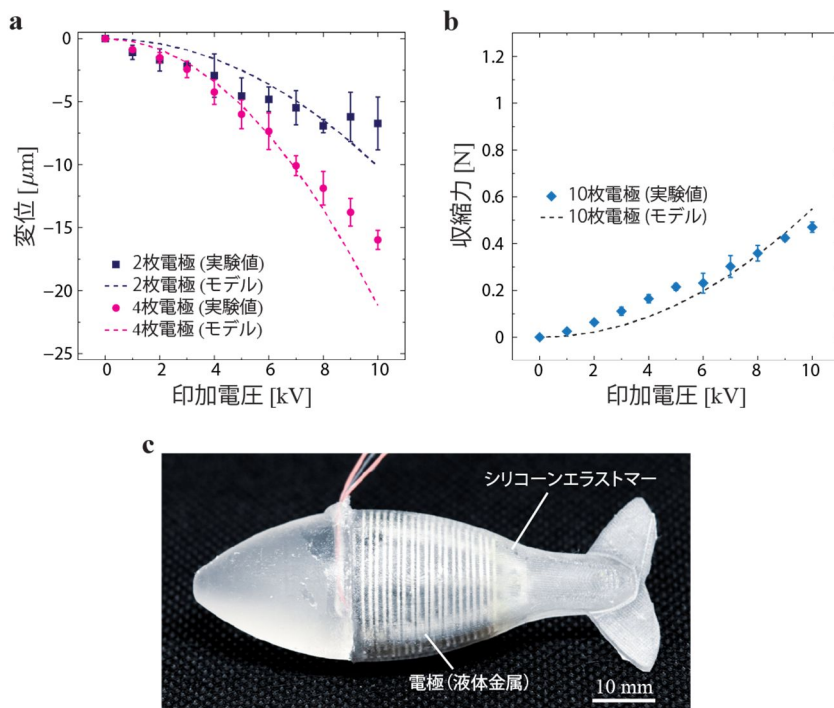 a
0
−5
−10
−15
−20
−25
変位 [μm]
2枚電極 (実験値)
2枚電極 (モデル)
4枚電極 (実験値)
4枚電極 (モデル)
0 2 4 6 8 10
印加電圧 [kV]
b
1.2
1
0.8
0.6
0.4
0.2
0
収縮力 [N]
10枚電極 (実験値)
10枚電極 (モデル)
0 2 4 6 8 10
印加電圧 [kV]
c
シリコーンエラストマー
電極（液体金属）
10 mm